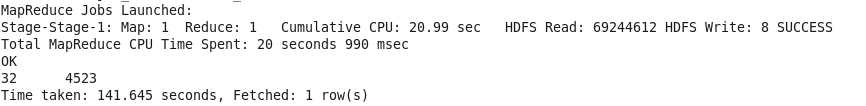 MapReduce Jobs Launched:
Stage-Stage-1: Map: 1  Reduce: 1   Cumulative CPU: 20.99 sec   HDFS Read: 69244612 HDFS Write: 8 SUCCESS
Total MapReduce CPU Time Spent: 20 seconds 990 msec
OK
32      4523
Time taken: 141.645 seconds, Fetched: 1 row(s)